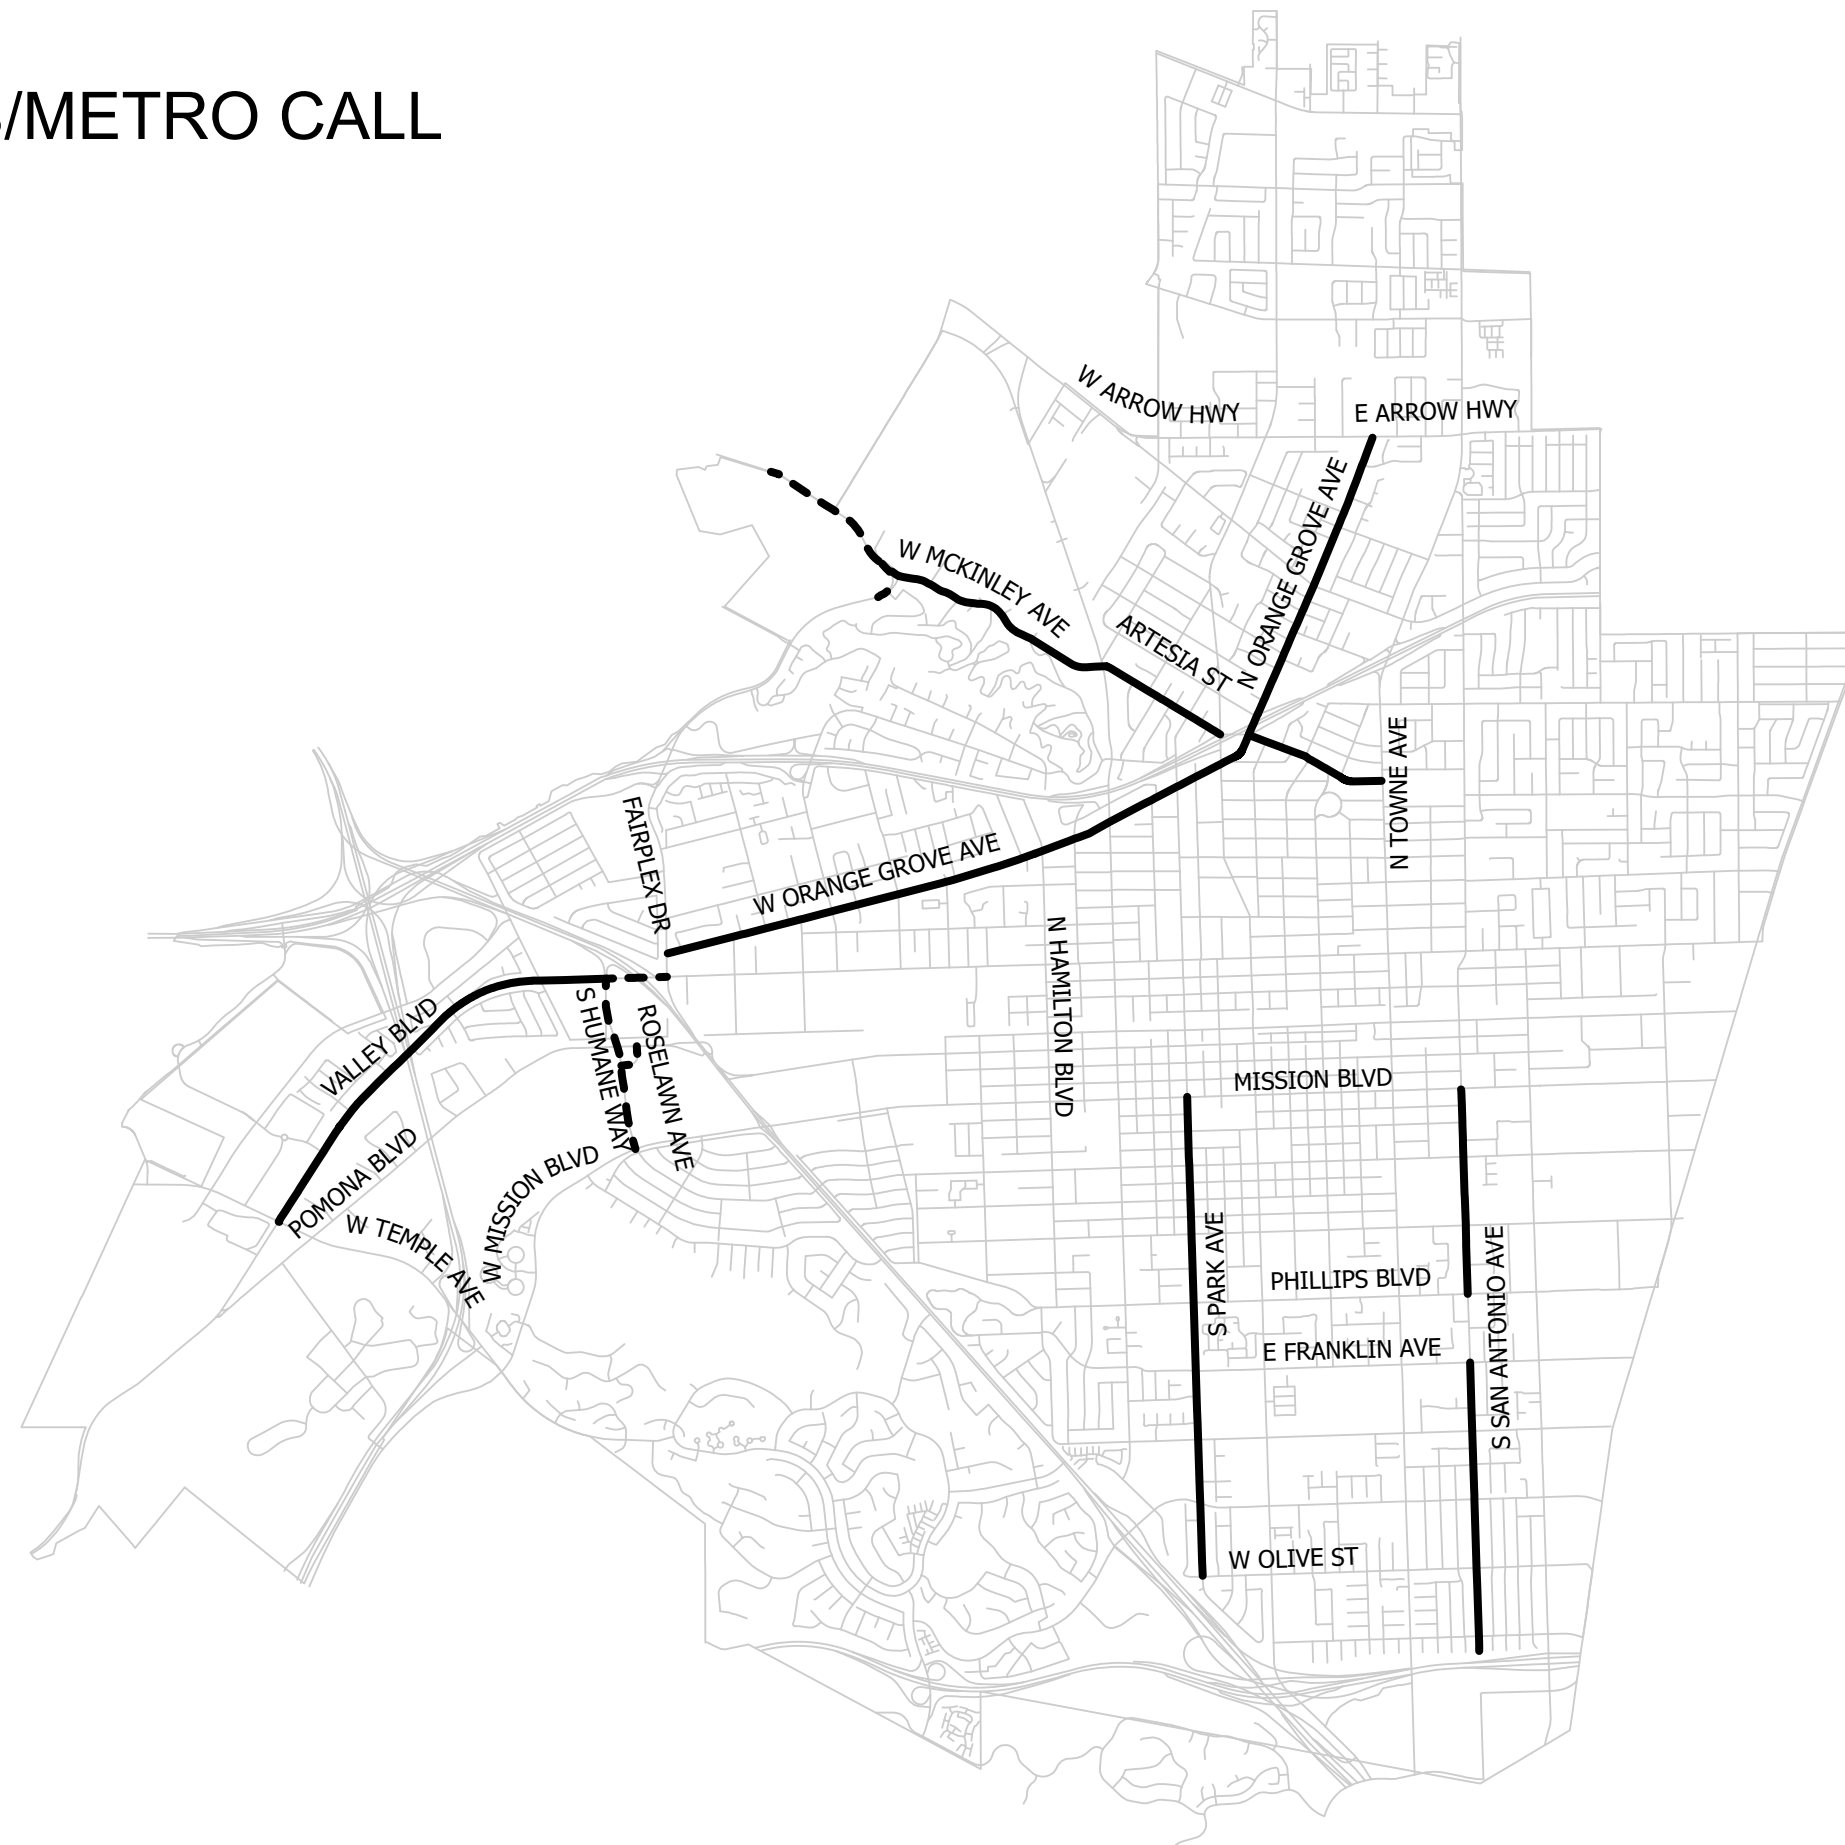 /METRO CALL
W ARROW HWY
E ARROW HWY
N ORANGE GROVE AVE
W MCKINLEY AVE
ARTESIA ST
N TOWNE AVE
FAIRPLEX DR
W ORANGE GROVE AVE
N HAMILTON BLVD
S HUMANE WAY
ROSELAWN AVE
VALLEY BLVD
POMONA BLVD
W TEMPLE AVE
W MISSION BLVD
MISSION BLVD
S PARK AVE
PHILLIPS BLVD
S SAN ANTONIO AVE
E FRANKLIN AVE
W OLIVE ST